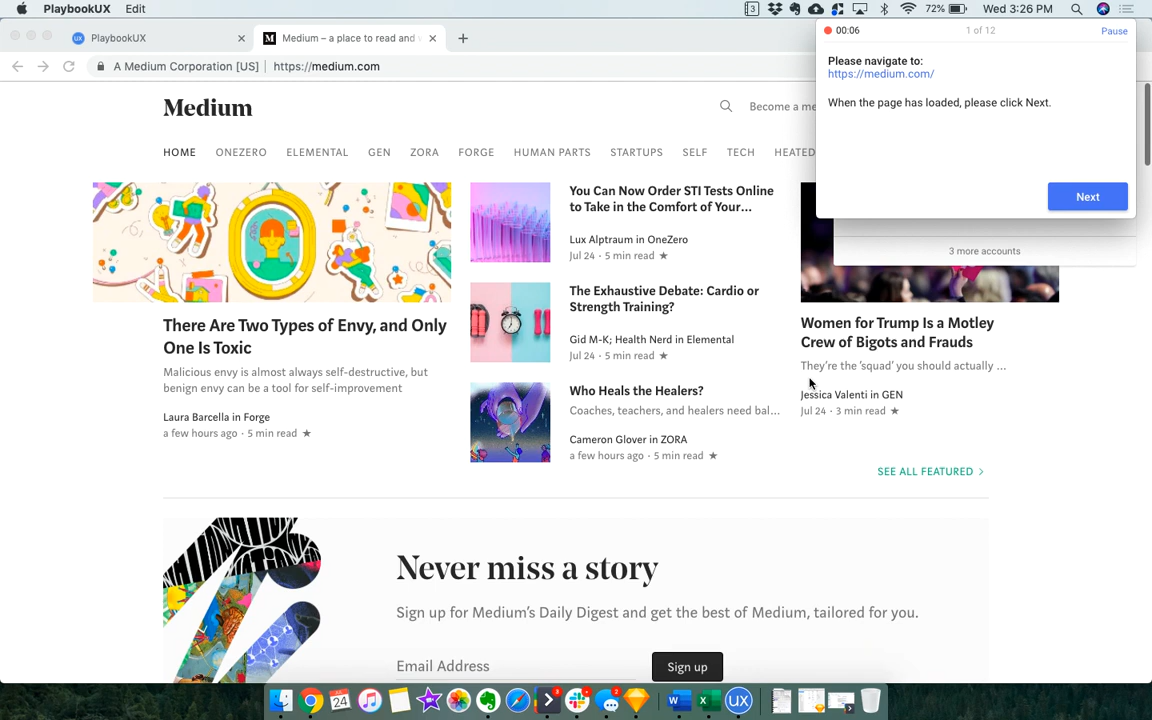 PlaybookUX Edit
3
72%
Wed 3:26 PM
UX PlaybookUX
M Medium – a place to read and w
A Medium Corporation [US] | https://medium.com
00:06
1 of 12
Pause
Please navigate to:
https://medium.com/
When the page has loaded, please click Next.
Next
3 more accounts
Medium
Become a me
HOME ONEZERO ELEMENTAL GEN ZORA FORGE HUMAN PARTS STARTUPS SELF TECH HEATED
There Are Two Types of Envy, and Only
One Is Toxic
Malicious envy is almost always self-destructive, but
benign envy can be a tool for self-improvement
Laura Barcella in Forge
a few hours ago · 5 min read ★
You Can Now Order STI Tests Online
to Take in the Comfort of Your...
Lux Alptraum in OneZero
Jul 24 · 5 min read ★
The Exhaustive Debate: Cardio or
Strength Training?
Gid M-K; Health Nerd in Elemental
Jul 24 · 5 min read ★
Who Heals the Healers?
Coaches, teachers, and healers need bal...
Cameron Glover in ZORA
a few hours ago · 5 min read ★
Women for Trump Is a Motley
Crew of Bigots and Frauds
They're the 'squad' you should actually ...
Jessica Valenti in GEN
Jul 24 · 3 min read ★
SEE ALL FEATURED
Never miss a story
Sign up for Medium's Daily Digest and get the best of Medium, tailored for you.
Email Address
Sign up
24
3
2
W
X
UX